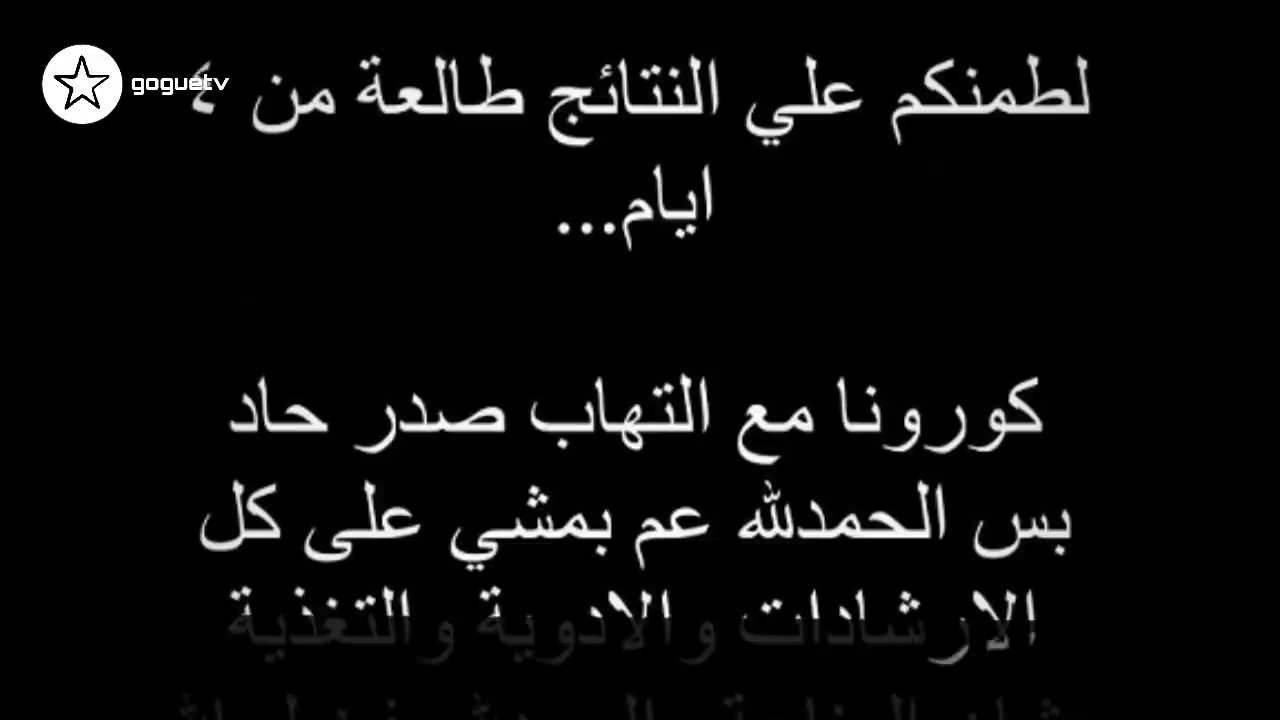 goguetv
لطمنكم علي النتائج طالعة من ٤
ايام...
كورونا مع التهاب صدر حاد
بس الحمدلله عم بمشي على كل
الارشادات والادوية والتغذية